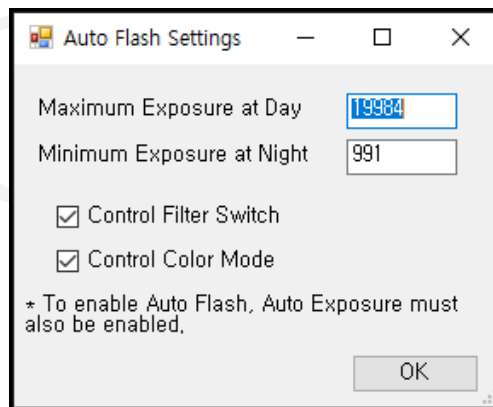 Auto Flash Settings
Maximum Exposure at Day 19984
Minimum Exposure at Night 991
Control Filter Switch
Control Color Mode
* To enable Auto Flash, Auto Exposure must
also be enabled,
OK